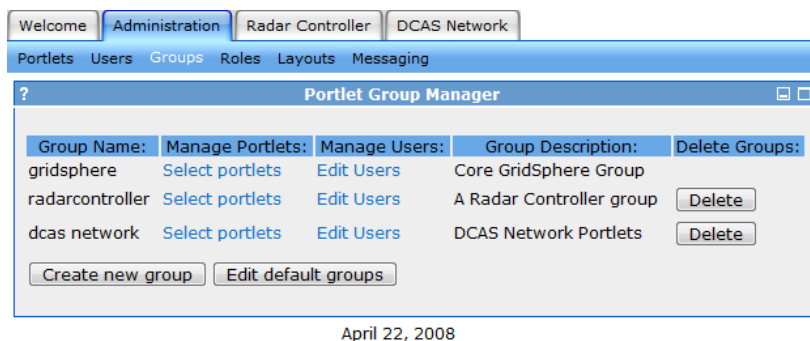 Welcome Administration Radar Controller DCAS Network
Portlets Users Groups Roles Layouts Messaging
? Portlet Group Manager
Group Name: Manage Portlets: Manage Users: Group Description: Delete Groups:
gridsphere Select portlets Edit Users Core GridSphere Group
radarcontroller Select portlets Edit Users A Radar Controller group Delete
dcas network Select portlets Edit Users DCAS Network Portlets Delete
Create new group Edit default groups
April 22, 2008